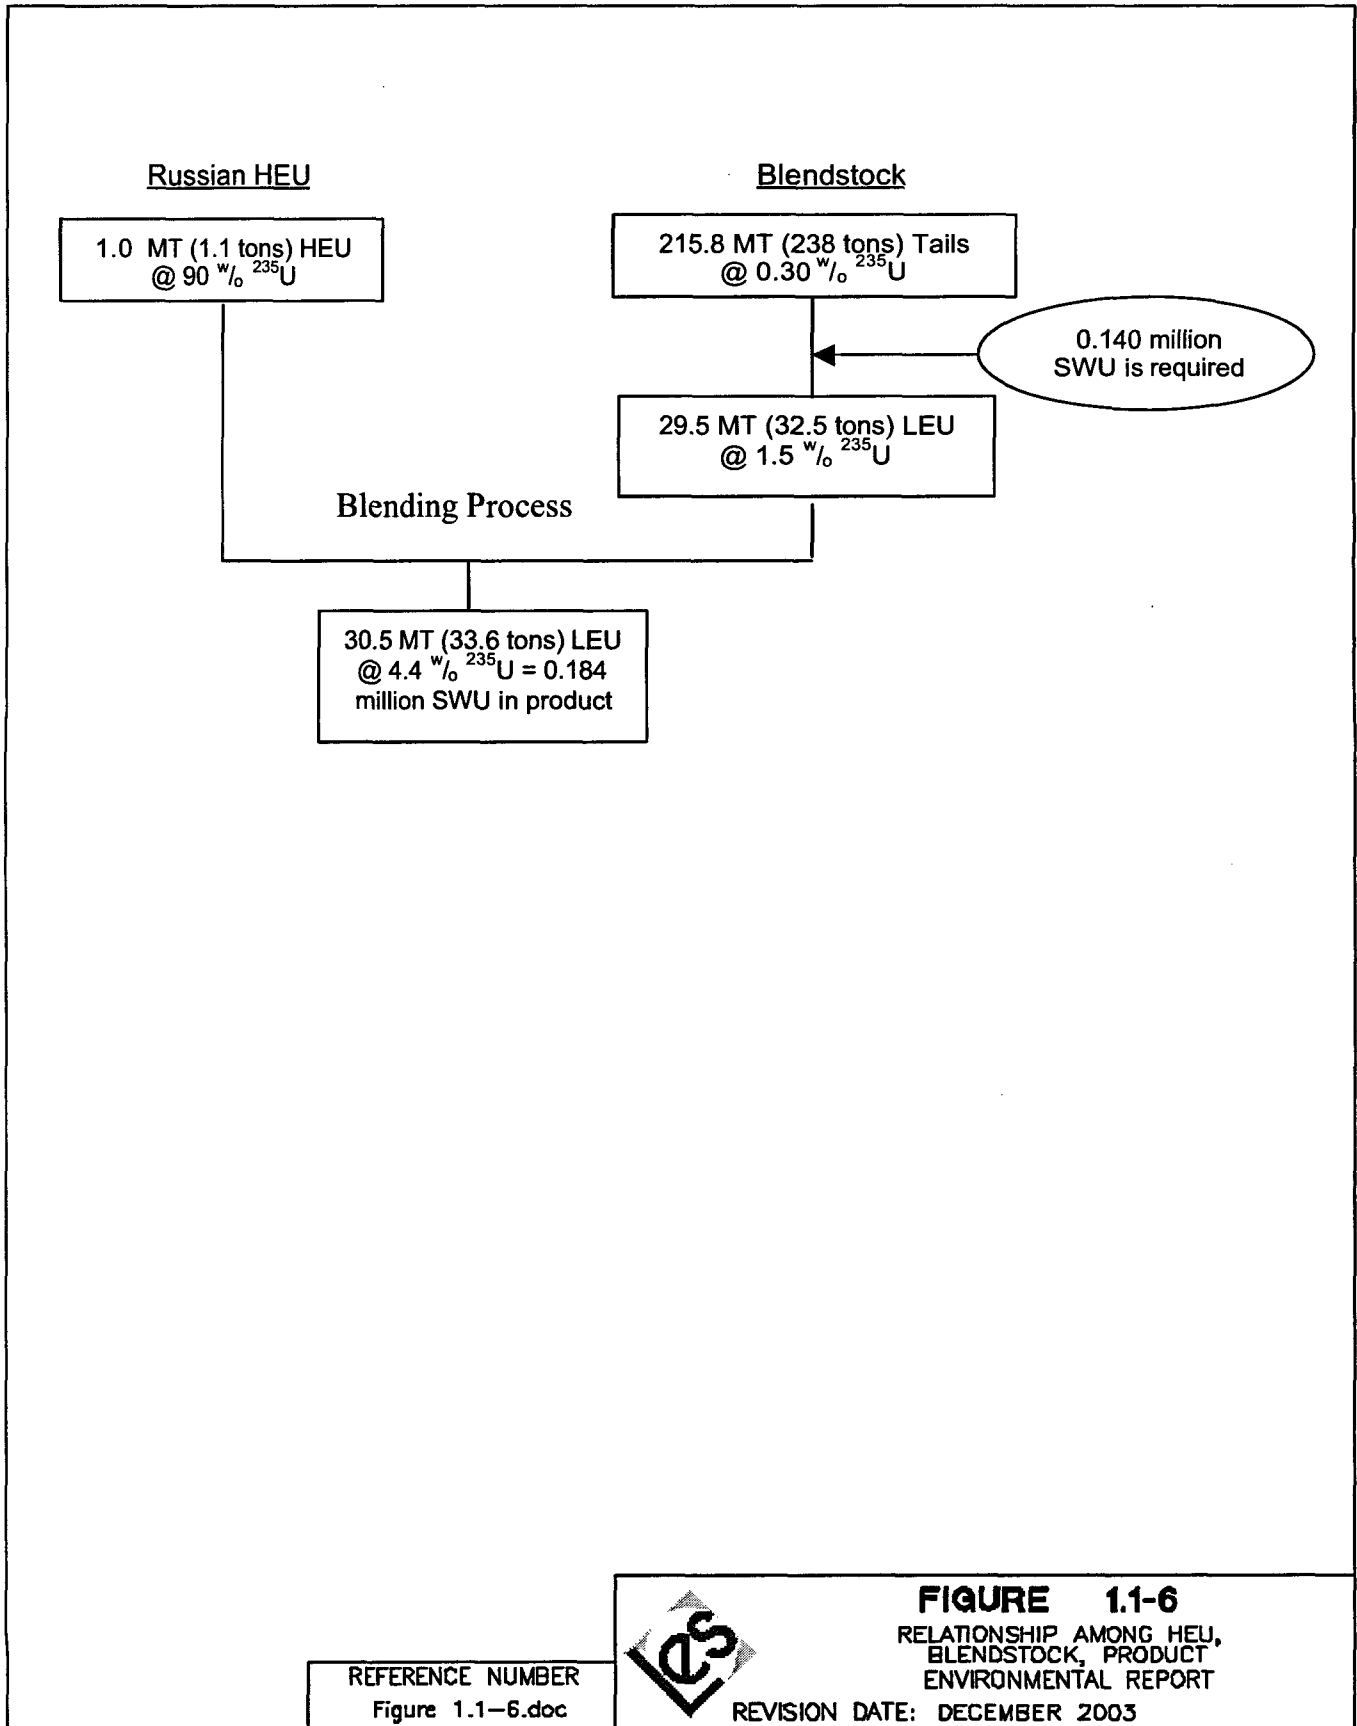 Russian HEU
1.0 MT (1.1 tons) HEU
@ 90 w/o 235U
Blendstock
215.8 MT (238 tons) Tails
@ 0.30 w/o 235U
0.140 million
SWU is required
29.5 MT (32.5 tons) LEU
@ 1.5 w/o 235U
Blending Process
30.5 MT (33.6 tons) LEU
@ 4.4 w/o 235U = 0.184
million SWU in product
REFERENCE NUMBER
Figure 1.1-6.doc
LES
FIGURE 1.1-6
RELATIONSHIP AMONG HEU,
BLENDSTOCK, PRODUCT
ENVIRONMENTAL REPORT
REVISION DATE: DECEMBER 2003